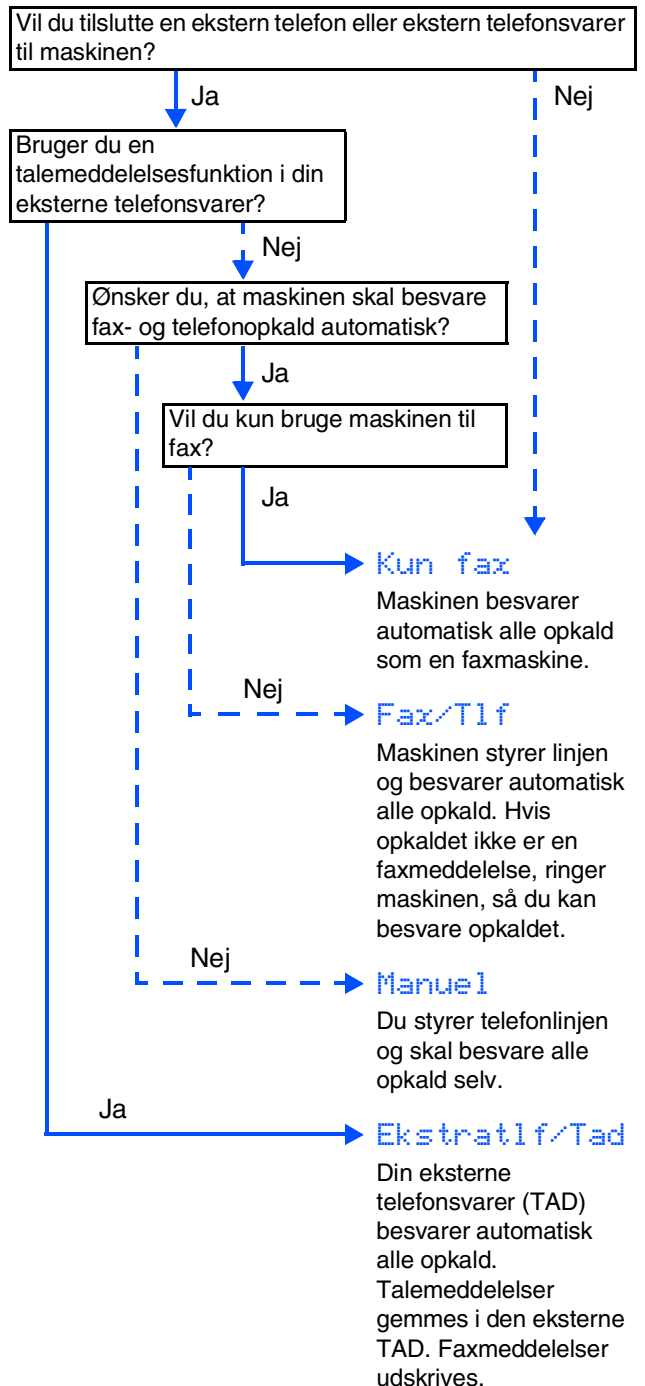 Vil du tilslutte en ekstern telefon eller ekstern telefonsvarer
til maskinen?
Ja
Nej
Bruger du en
talemeddelelsesfunktion i din
eksterne telefonsvarer?
Nej
Ønsker du, at maskinen skal besvare
fax- og telefonopkald automatisk?
Ja
Vil du kun bruge maskinen til
fax?
Ja
Kun fax
Maskinen besvarer
automatisk alle opkald
som en faxmaskine.
Nej
Fax/Tlf
Maskinen styrer linjen
og besvarer automatisk
alle opkald. Hvis
opkaldet ikke er en
faxmeddelelse, ringer
maskinen, så du kan
besvare opkaldet.
Nej
Manuel
Du styrer telefonlinjen
og skal besvare alle
opkald selv.
Ja
Ekstratlf/Tad
Din eksterne
telefonsvarer (TAD)
besvarer automatisk
alle opkald.
Talemeddelelser
gemmes i den eksterne
TAD. Faxmeddelelser
udskrives.